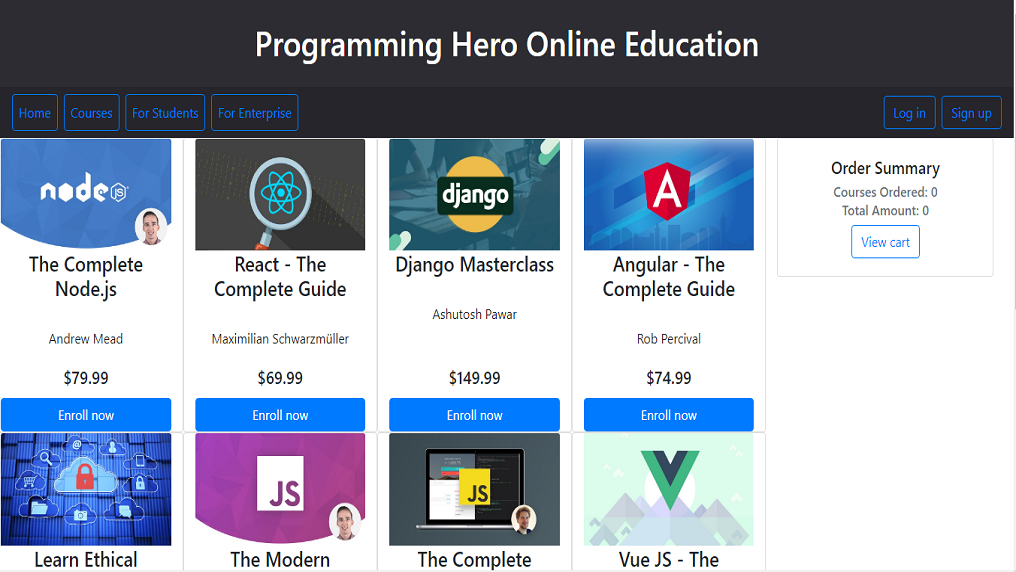 Programming Hero Online Education
Home Courses For Students For Enterprise Log in Sign up
node JS
django
A
The Complete
Node.js
Andrew Mead
$79.99
Enroll now
React - The
Complete Guide
Maximilian Schwarzmüller
$69.99
Enroll now
Django Masterclass
Ashutosh Pawar
$149.99
Enroll now
Angular - The
Complete Guide
Rob Percival
$74.99
Enroll now
Order Summary
Courses Ordered: 0
Total Amount: 0
View cart
@
JS
JS
Learn Ethical
The Modern
The Complete
Vue JS - The